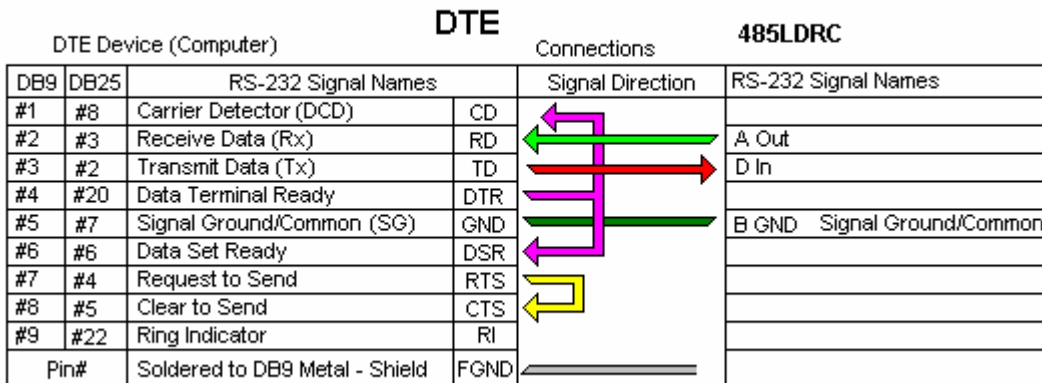 DTE
DTE Device (Computer) Connections 485LDRC
DB9 DB25 RS-232 Signal Names Signal Direction RS-232 Signal Names
#1 #8 Carrier Detector (DCD) CD
#2 #3 Receive Data (Rx) RD A Out
#3 #2 Transmit Data (Tx) TD D In
#4 #20 Data Terminal Ready DTR
#5 #7 Signal Ground/Common (SG) GND B GND Signal Ground/Common
#6 #6 Data Set Ready DSR
#7 #4 Request to Send RTS
#8 #5 Clear to Send CTS
#9 #22 Ring Indicator RI
Pin# Soldered to DB9 Metal - Shield FGND